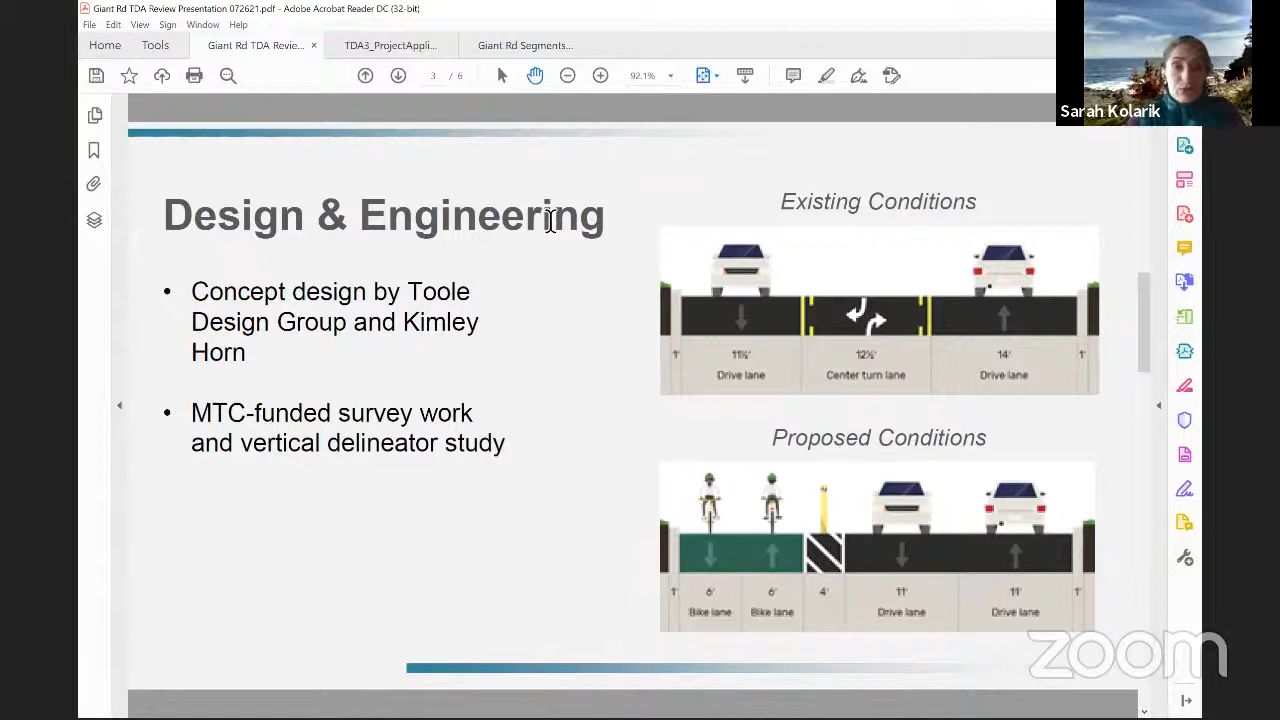 Giant Rd TDA Review Presentation 072621.pdf - Adobe Acrobat Reader DC (32-bit)
File Edit View Sign Window Help
Home Tools Giant Rd TDA Revie... × TDA3_ProjectAppli... Giant Rd Segments...
3 / 6 92.1%
Sarah Kolarik
Design & Engineering
• Concept design by Toole
Design Group and Kimley
Horn
• MTC-funded survey work
and vertical delineator study
Existing Conditions
1' 11½' 12½' 14' 1'
Drive lane Center turn lane Drive lane
Proposed Conditions
1' 6' 6' 4' 11' 11' 1'
Bike lane Bike lane Drive lane Drive lane
zoom